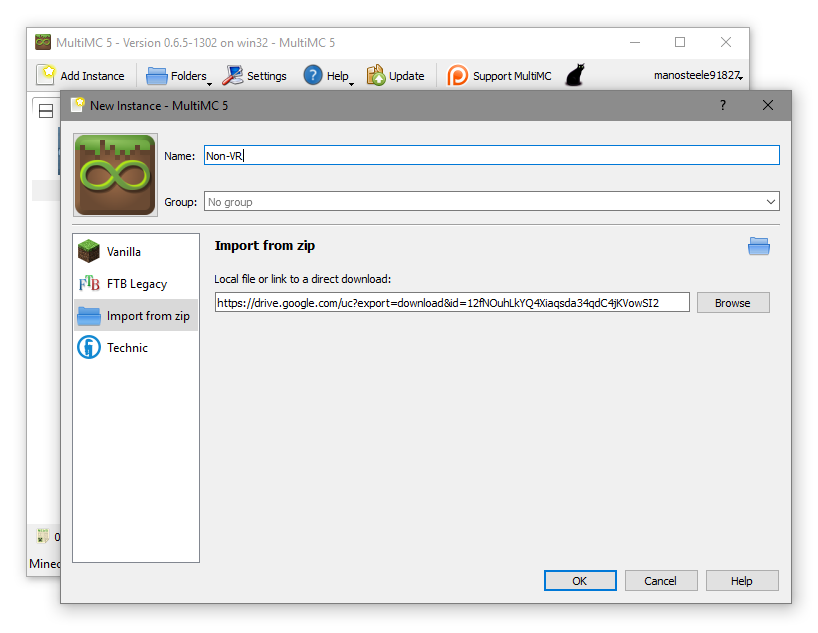 MultiMC 5 - Version 0.6.5-1302 on win32 - MultiMC 5
Add Instance Folders Settings Help Update Support MultiMC manosteele91827
New Instance - MultiMC 5 ?
Name: Non-VR
Group: No group
Vanilla
FTB Legacy
Import from zip
Technic
Import from zip
Local file or link to a direct download:
https://drive.google.com/uc?export=download&id=12fNOuhLkYQ4Xiaqsda34qdC4jKVowSI2 Browse
0
Minec
OK Cancel Help